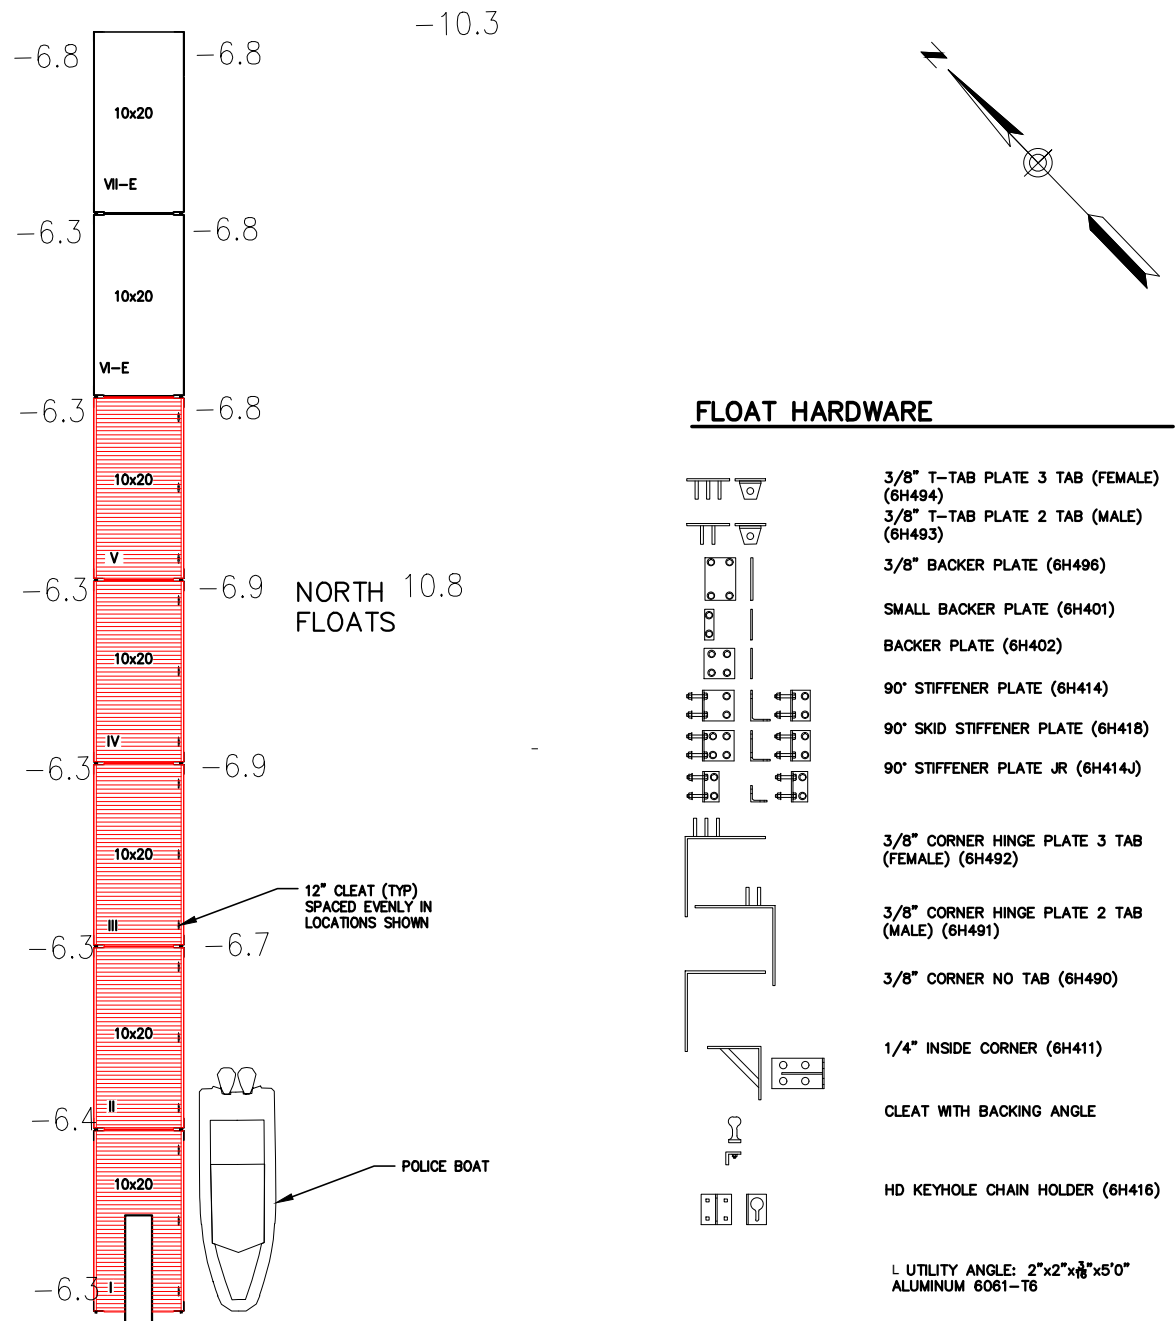 -10.3
-6.8
-6.8
10x20
VII-E
-6.3
-6.8
10x20
VI-E
-6.3
-6.8
10x20
V
-6.3
-6.9
NORTH
FLOATS
10.8
10x20
IV
-6.3
-6.9
10x20
12" CLEAT (TYP)
SPACED EVENLY IN
LOCATIONS SHOWN
III
-6.3
-6.7
10x20
II
-6.4
10x20
POLICE BOAT
-6.3
I
N
FLOAT HARDWARE
3/8" T-TAB PLATE 3 TAB (FEMALE)
(6H494)
3/8" T-TAB PLATE 2 TAB (MALE)
(6H493)
3/8" BACKER PLATE (6H496)
SMALL BACKER PLATE (6H401)
BACKER PLATE (6H402)
90° STIFFENER PLATE (6H414)
90° SKID STIFFENER PLATE (6H418)
90° STIFFENER PLATE JR (6H414J)
3/8" CORNER HINGE PLATE 3 TAB
(FEMALE) (6H492)
3/8" CORNER HINGE PLATE 2 TAB
(MALE) (6H491)
3/8" CORNER NO TAB (6H490)
1/4" INSIDE CORNER (6H411)
CLEAT WITH BACKING ANGLE
HD KEYHOLE CHAIN HOLDER (6H416)
L UTILITY ANGLE: 2"x2"x3/16"x5'0"
ALUMINUM 6061-T6